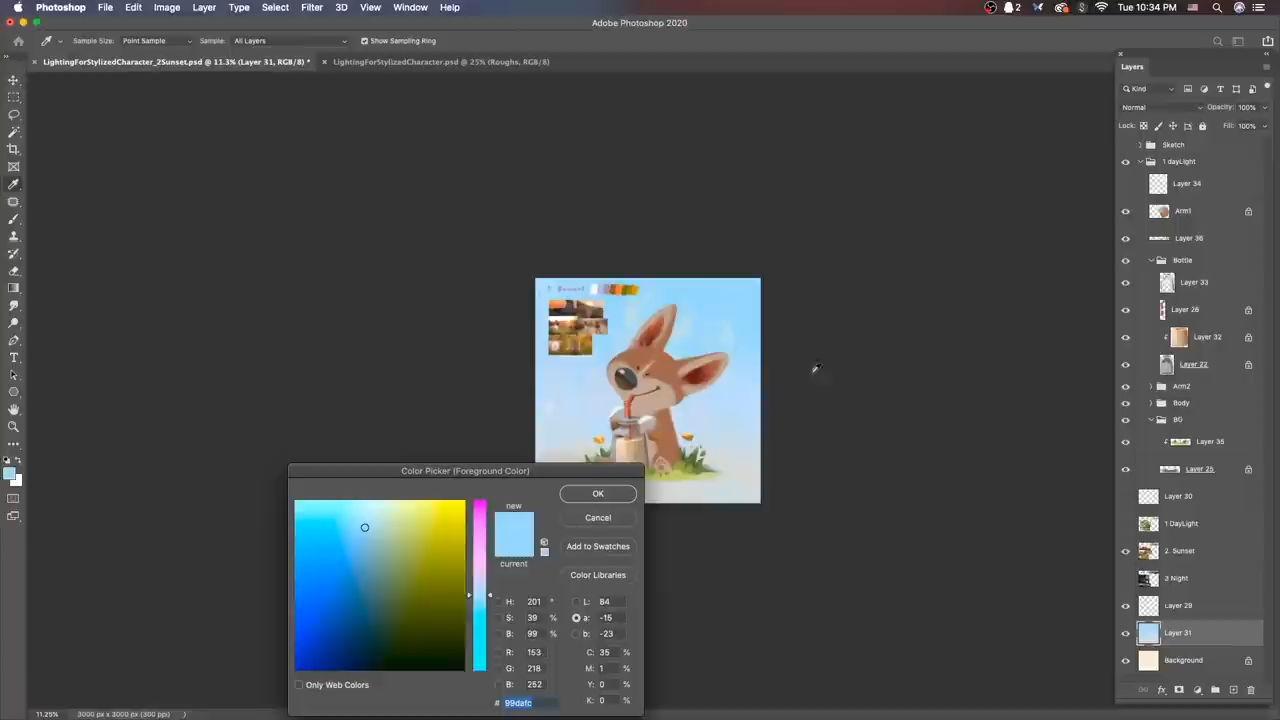 Photoshop File Edit Image Layer Type Select Filter 3D View Window Help 2 Tue 10:34 PM
Adobe Photoshop 2020
Sample Size: Point Sample Sample: All Layers Show Sampling Ring
LightingForStylizedCharacter_2Sunset.psd @ 11.3% (Layer 31, RGB/8) * LightingForStylizedCharacter.psd @ 25% (Roughs, RGB/8)
Layers
Kind
Normal Opacity: 100%
Lock: Fill: 100%
Sketch
1 dayLight
Layer 34
Arm1
Layer 36
Bottle
Layer 33
Layer 26
Layer 32
Layer 22
Arm2
Body
BG
Layer 35
Layer 25
Layer 30
1 DayLight
2. Sunset
3 Night
Layer 29
Layer 31
Background
Color Picker (Foreground Color)
new
current
OK
Cancel
Add to Swatches
Color Libraries
H: 201 ° L: 84
S: 39 % a: -15
B: 99 % b: -23
R: 153 C: 35 %
G: 218 M: 1 %
B: 252 Y: 0 %
K: 0 %
Only Web Colors
# 99dafc
11.25% 3000 px x 3000 px (300 ppi)